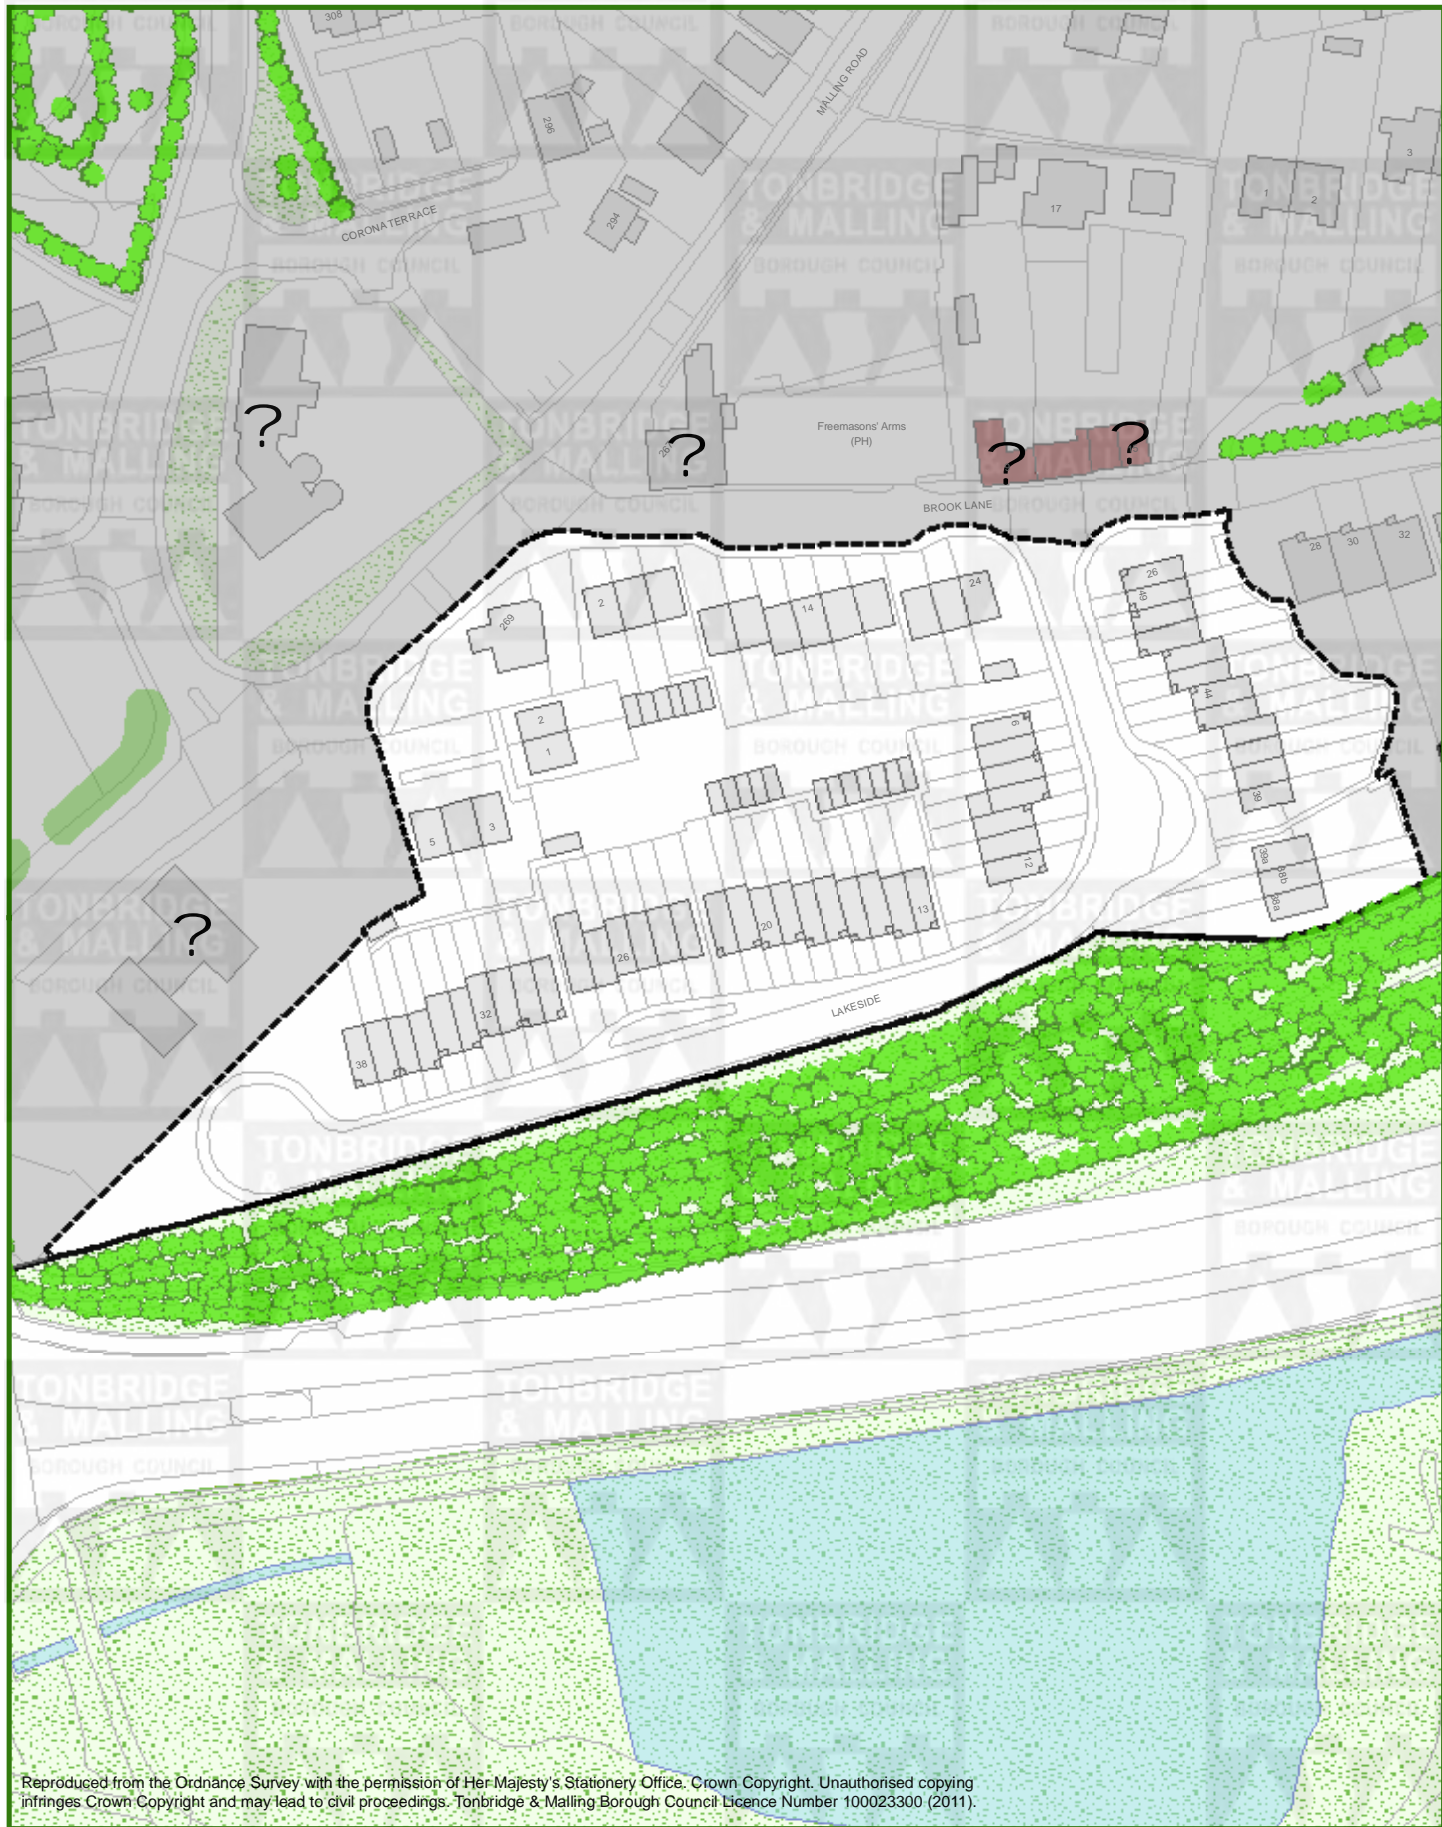 308
MALLING ROAD
296
3
CORONA TERRACE
294
17
1
2
?
?
?
?
Freemasons' Arms
(PH)
BROOK LANE
28
30
32
269
2
14
24
26
49
2
1
6
44
5
3
39
12
39a
38b
38a
?
20
13
26
32
38
LAKESIDE
TONBRIDGE
& MALLING
BOROUGH COUNCIL
Reproduced from the Ordnance Survey with the permission of Her Majesty's Stationery Office. Crown Copyright. Unauthorised copying
infringes Crown Copyright and may lead to civil proceedings. Tonbridge & Malling Borough Council Licence Number 100023300 (2011).